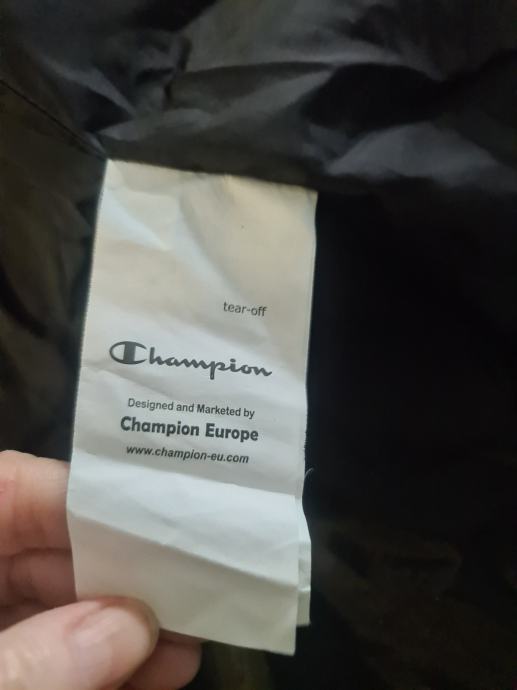 tear-off
Champion
Designed and Marketed by
Champion Europe
www.champion-eu.com